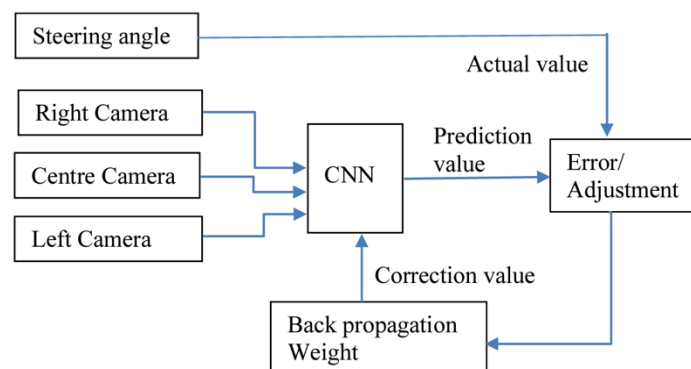 Steering angle
Actual value
Right Camera
Prediction
value
Centre Camera
CNN
Error/
Adjustment
Left Camera
Correction value
Back propagation
Weight